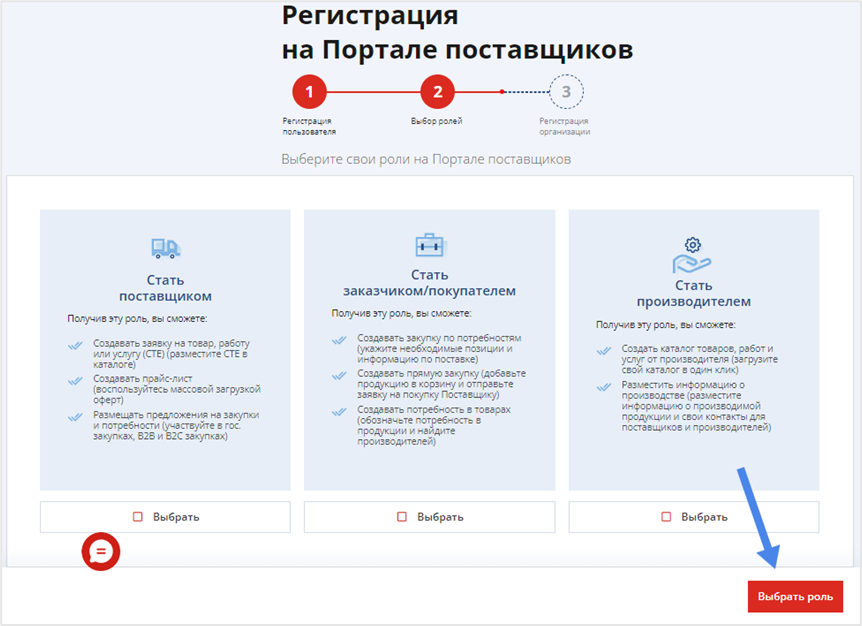 Регистрация
на Портале поставщиков
1
2
3
Регистрация
пользователя
Выбор ролей
Регистрация
организации
Выберите свои роли на Портале поставщиков
Стать
поставщиком
Получив эту роль, вы сможете:
Создавать заявку на товар, работу
или услугу (СТЕ) (разместите СТЕ в
каталоге)
Создавать прайс-лист
(воспользуйтесь массовой загрузкой
оферт)
Размещать предложения на закупки
и потребности (участвуйте в гос.
закупках, B2B и B2C закупках)
Выбрать
Стать
заказчиком/покупателем
Получив эту роль, вы сможете:
Создавать закупку по потребностям
(укажите необходимые позиции и
информацию по поставке)
Создавать прямую закупку (добавьте
продукцию в корзину и отправьте
заявку на покупку Поставщику)
Создавать потребность в товарах
(обозначьте потребность в
продукции и найдите
производителей)
Выбрать
Стать
производителем
Получив эту роль, вы сможете:
Создать каталог товаров, работ и
услуг от производителя (загрузите
свой каталог в один клик)
Разместить информацию о
производстве (разместите
информацию о производимой
продукции и свои контакты для
поставщиков и производителей)
Выбрать
Выбрать роль